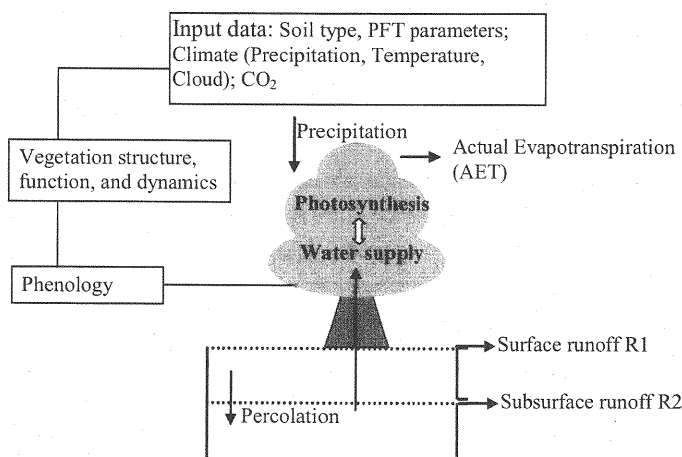 Input data: Soil type, PFT parameters;
Climate (Precipitation, Temperature,
Cloud); CO₂
Precipitation
Actual Evapotranspiration
(AET)
Vegetation structure,
function, and dynamics
Photosynthesis
Water supply
Phenology
Surface runoff R1
Subsurface runoff R2
Percolation